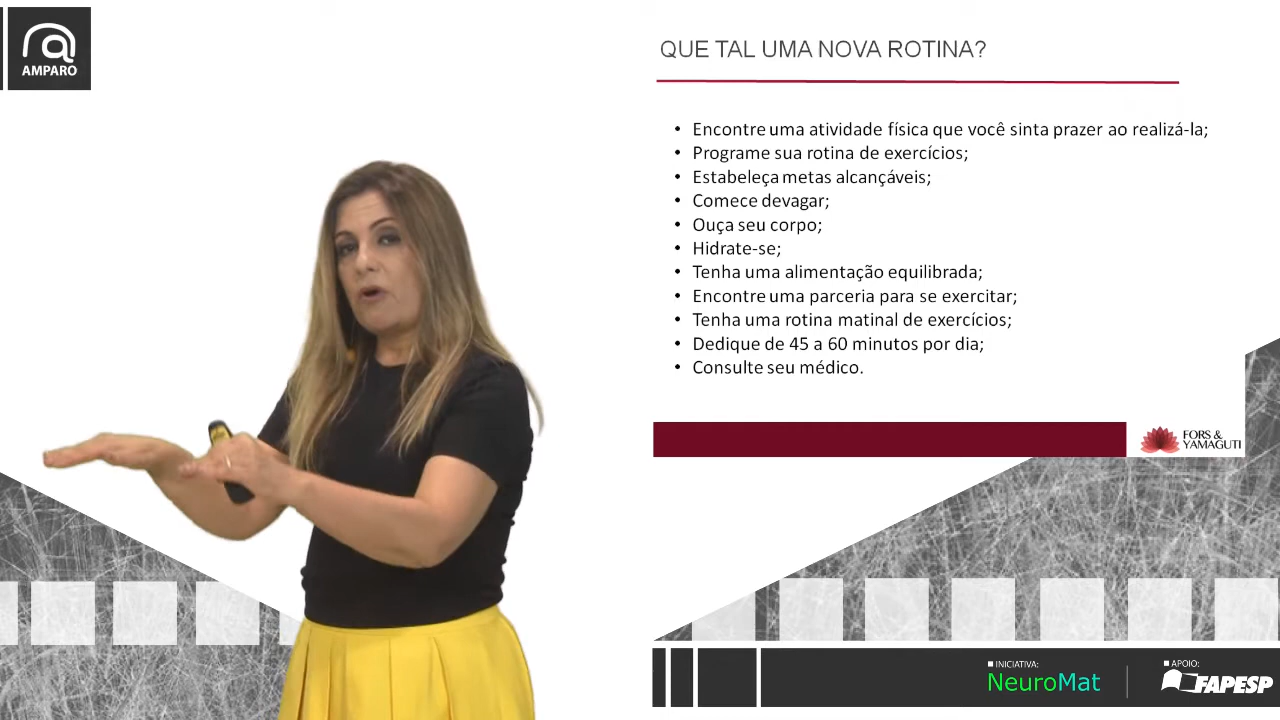 AMPARO
QUE TAL UMA NOVA ROTINA?
• Encontre uma atividade física que você sinta prazer ao realizá-la;
• Programe sua rotina de exercícios;
• Estabeleça metas alcançáveis;
• Comece devagar;
• Ouça seu corpo;
• Hidrate-se;
• Tenha uma alimentação equilibrada;
• Encontre uma parceria para se exercitar;
• Tenha uma rotina matinal de exercícios;
• Dedique de 45 a 60 minutos por dia;
• Consulte seu médico.
FORS &
YAMAGUTI
INICIATIVA:
NeuroMat
APOIO:
FAPESP